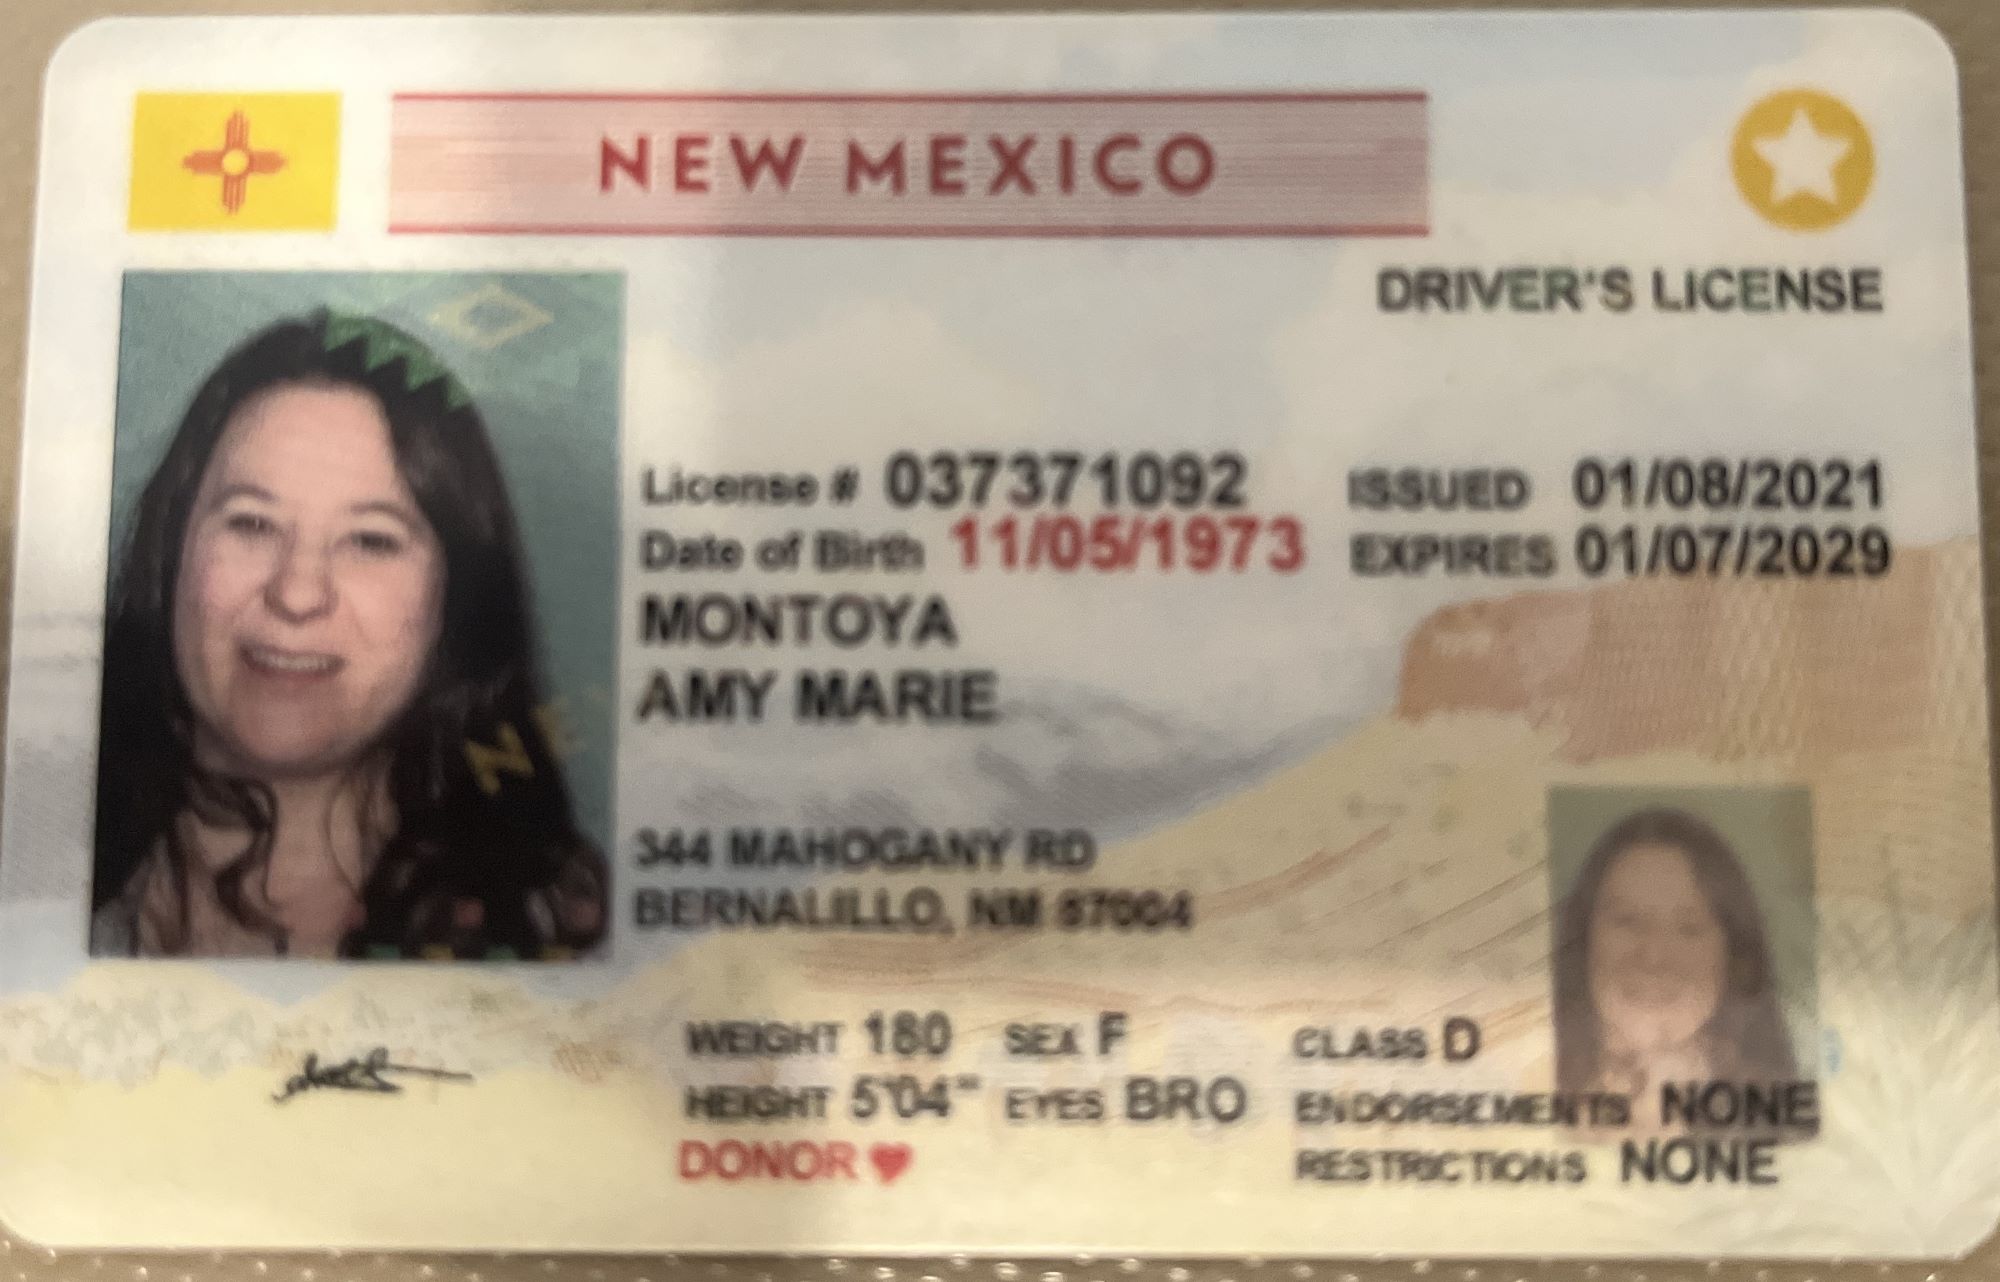 NEW MEXICO
DRIVER'S LICENSE
License # 037371092 ISSUED 01/08/2021
Date of Birth 11/05/1973 EXPIRES 01/07/2029
MONTOYA
AMY MARIE
344 MAHOGANY RD
BERNALILLO, NM 87004
WEIGHT 180 SEX F CLASS D
HEIGHT 5'04" EYES BRO ENDORSEMENTS NONE
DONOR RESTRICTIONS NONE